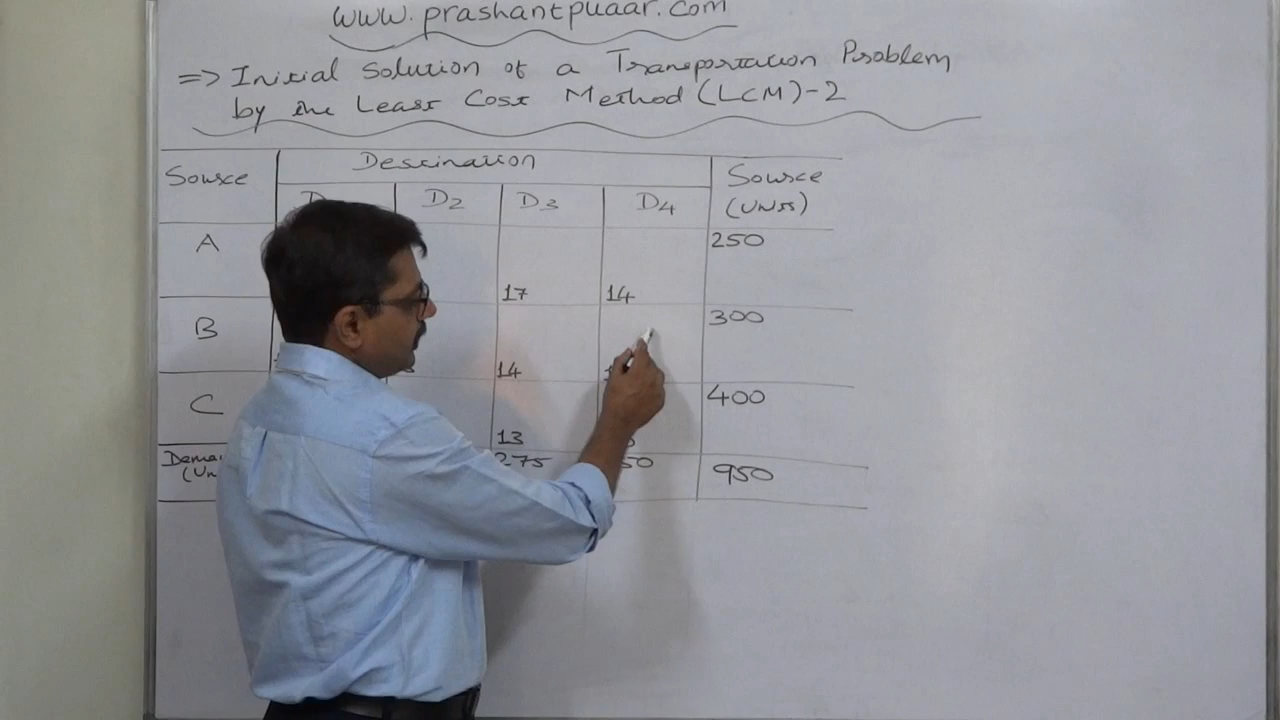 www.prashantpuaar.com
=> Initial Solution of a Transportation Problem
by the Least Cost Method (LCM)-2
Source Destination Source
(Units)
D2 D3 D4
A 250
17 14
B 300
14
C 400
13
275 950